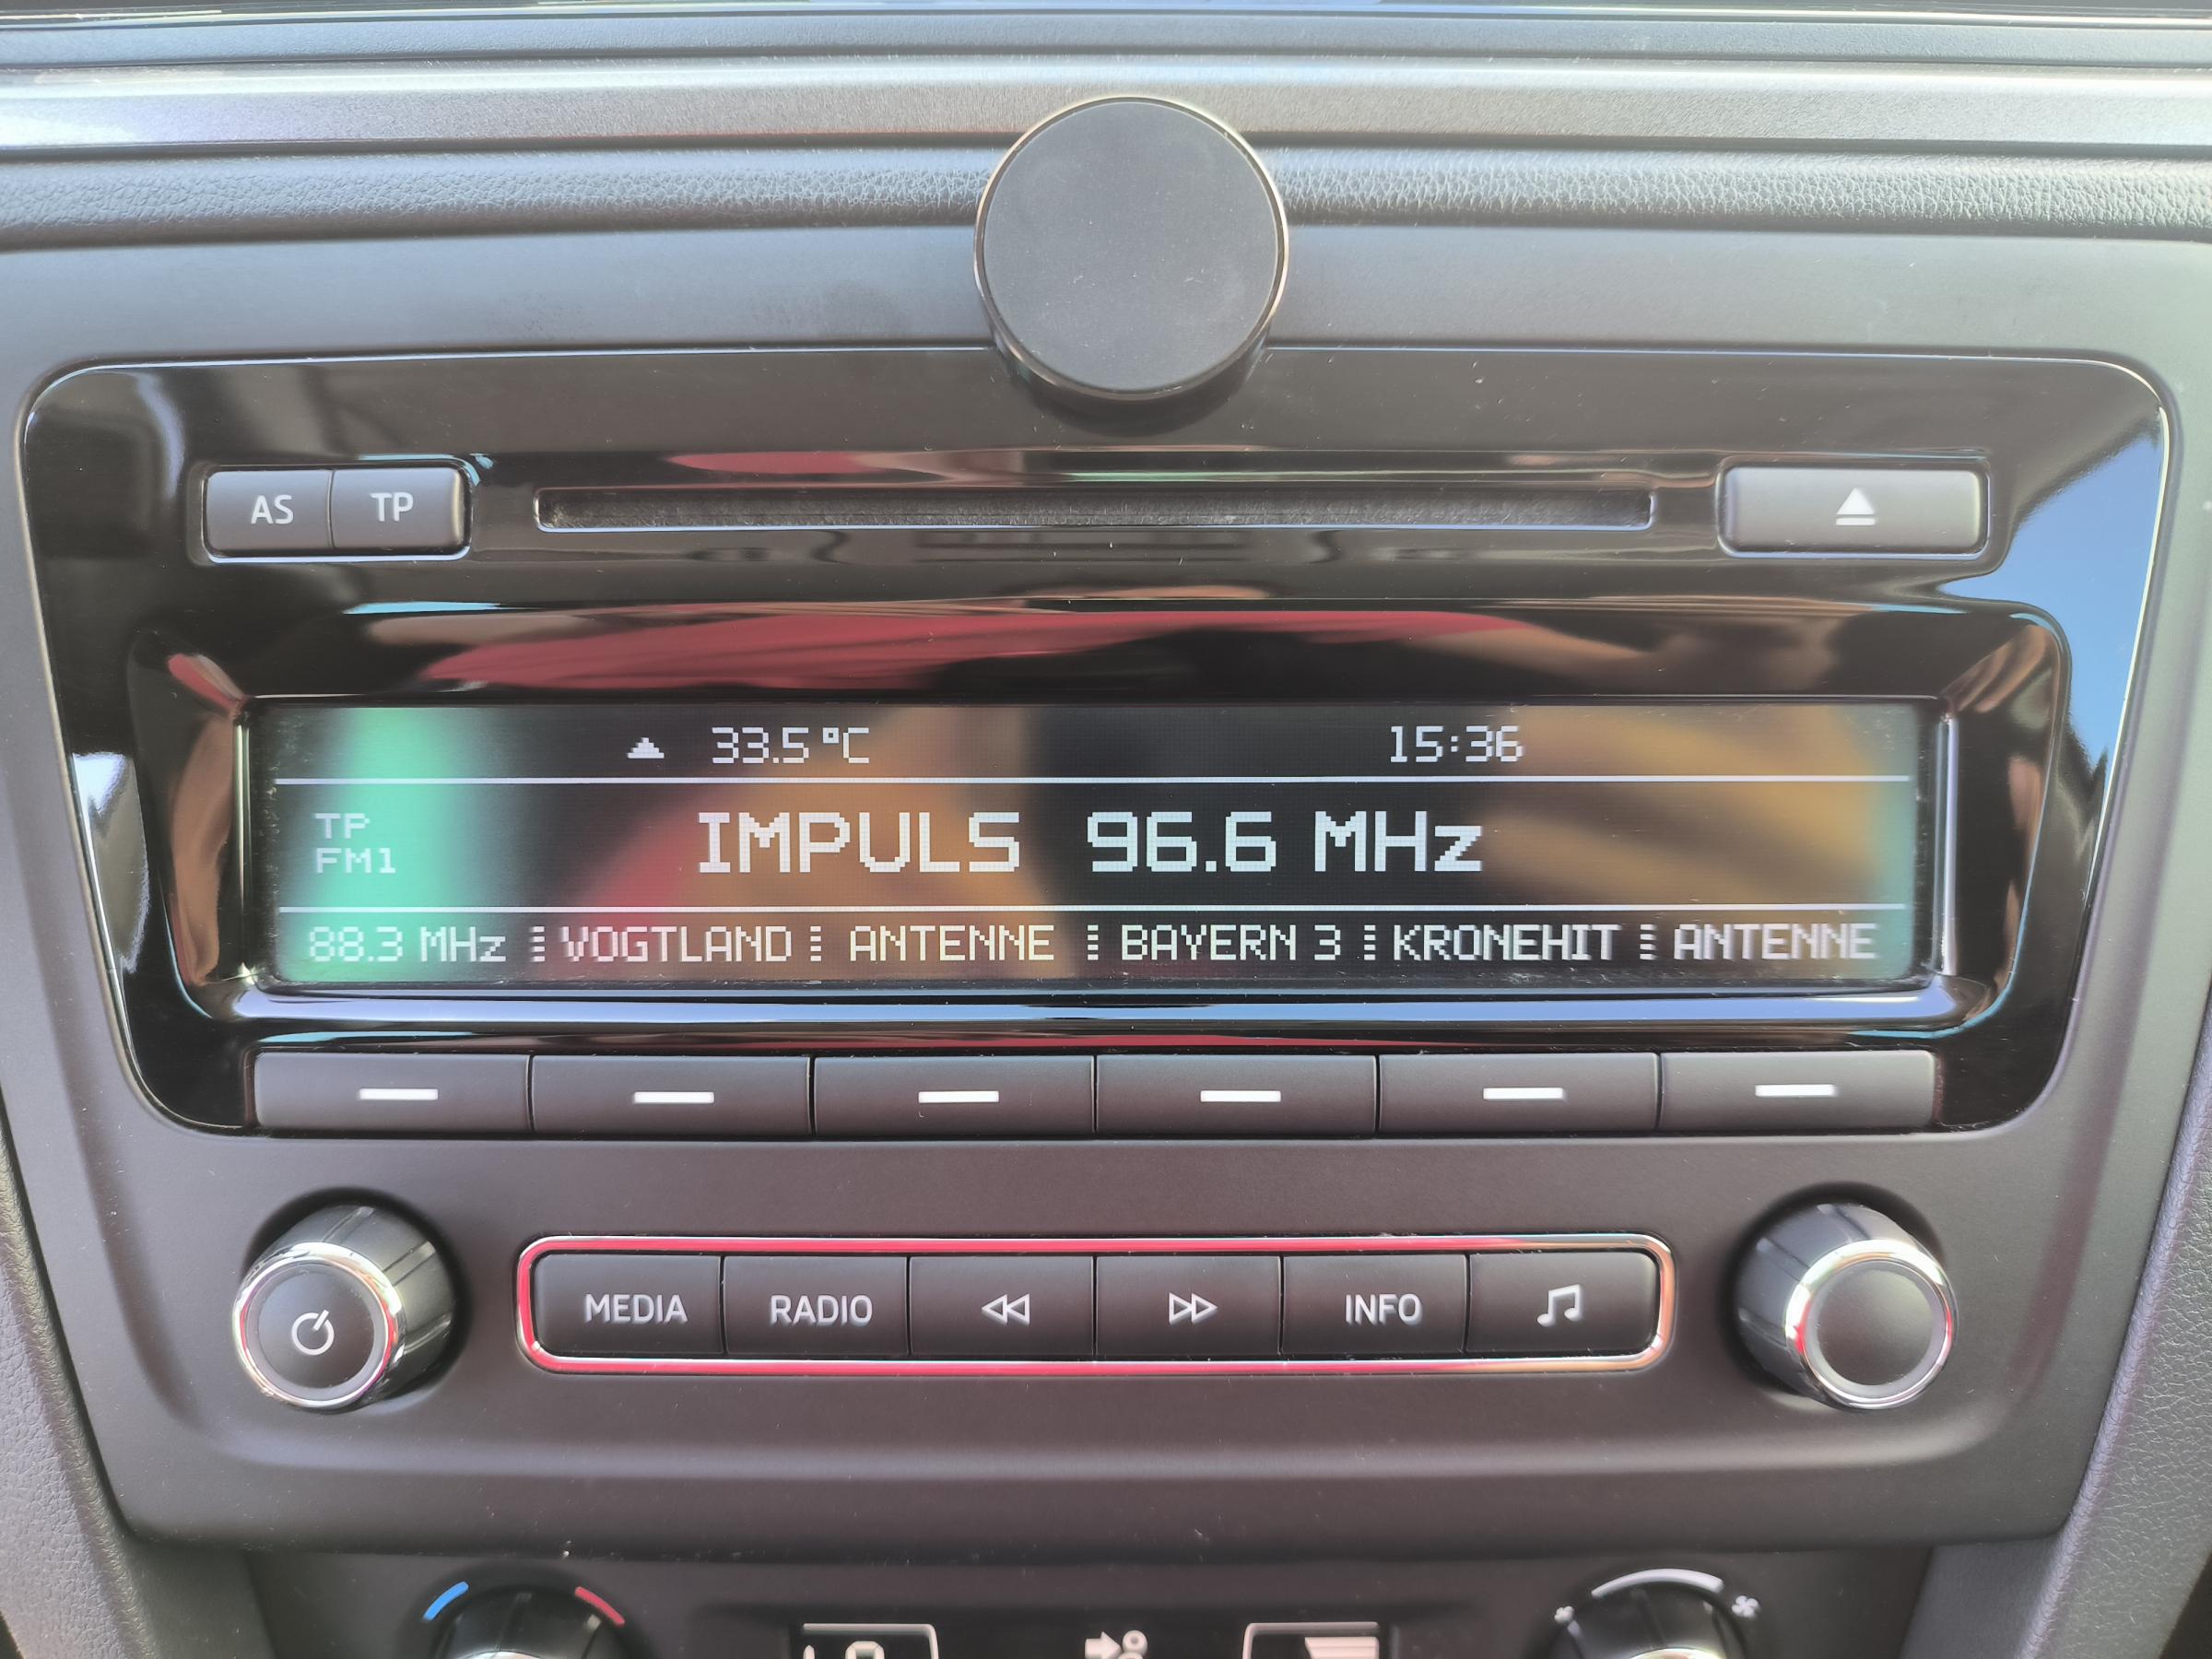 AS TP
33.5°C 15:36
TP
FM1
IMPULS 96.6 MHz
88.3 MHz VOGTLAND ANTENNE BAYERN 3 KRONEHIT ANTENNE
MEDIA RADIO INFO